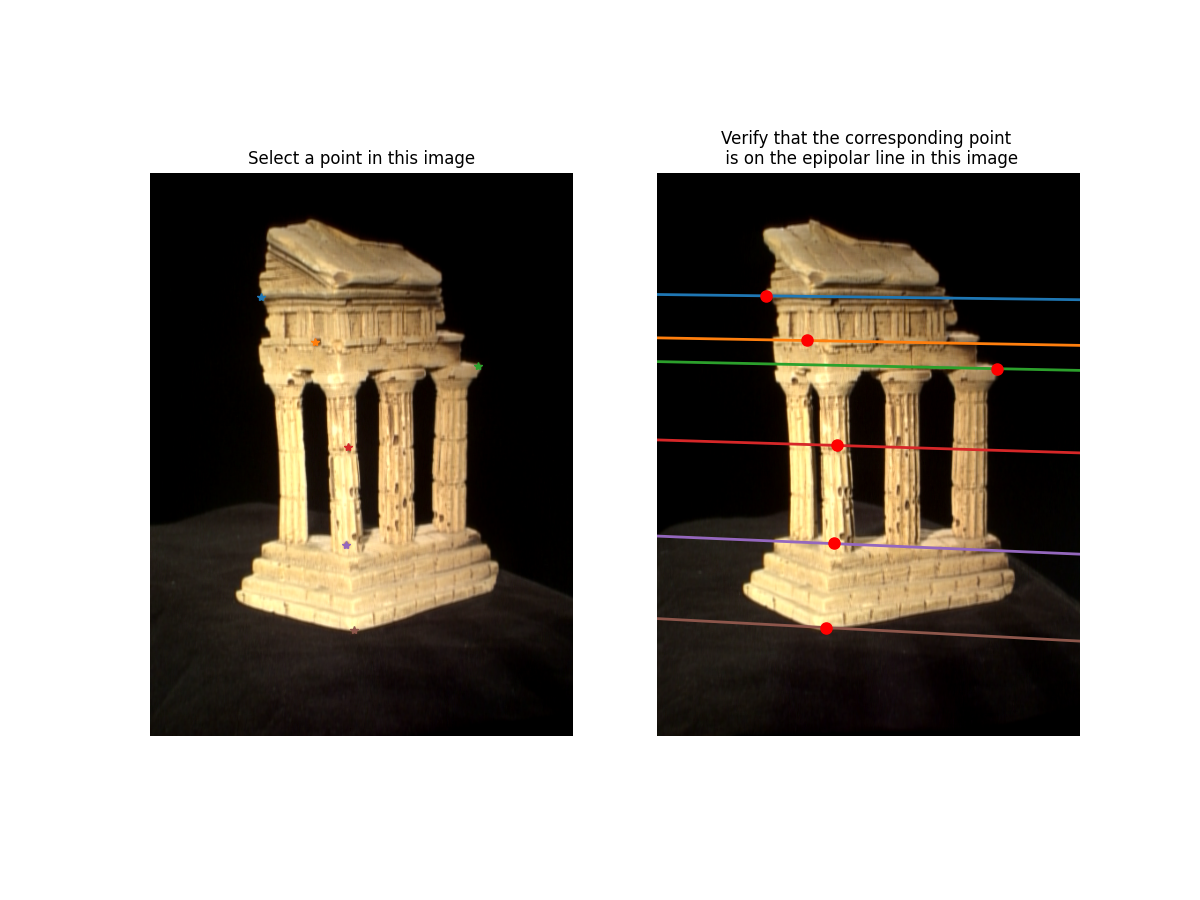 Select a point in this image
Verify that the corresponding point
is on the epipolar line in this image